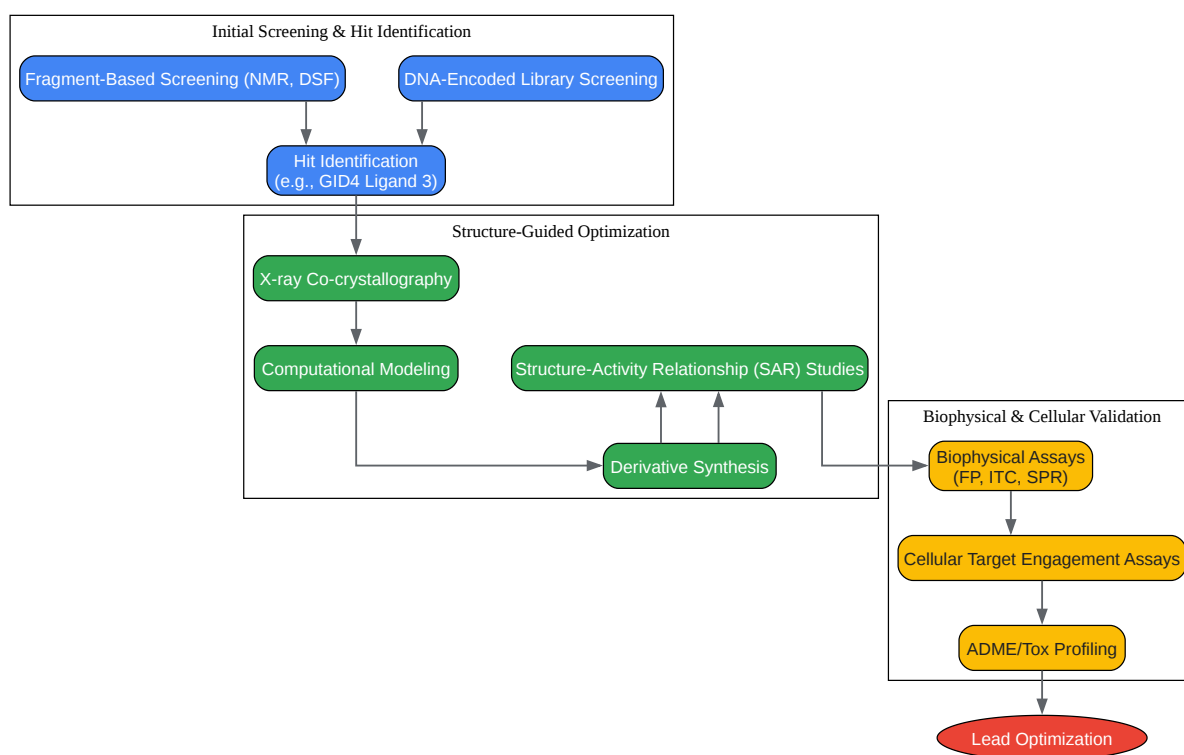 Initial Screening & Hit Identification
Fragment-Based Screening (NMR, DSF)
DNA-Encoded Library Screening
Hit Identification
(e.g., GID4 Ligand 3)
Structure-Guided Optimization
X-ray Co-crystallography
Computational Modeling
Structure-Activity Relationship (SAR) Studies
Derivative Synthesis
Biophysical & Cellular Validation
Biophysical Assays
(FP, ITC, SPR)
Cellular Target Engagement Assays
ADME/Tox Profiling
Lead Optimization